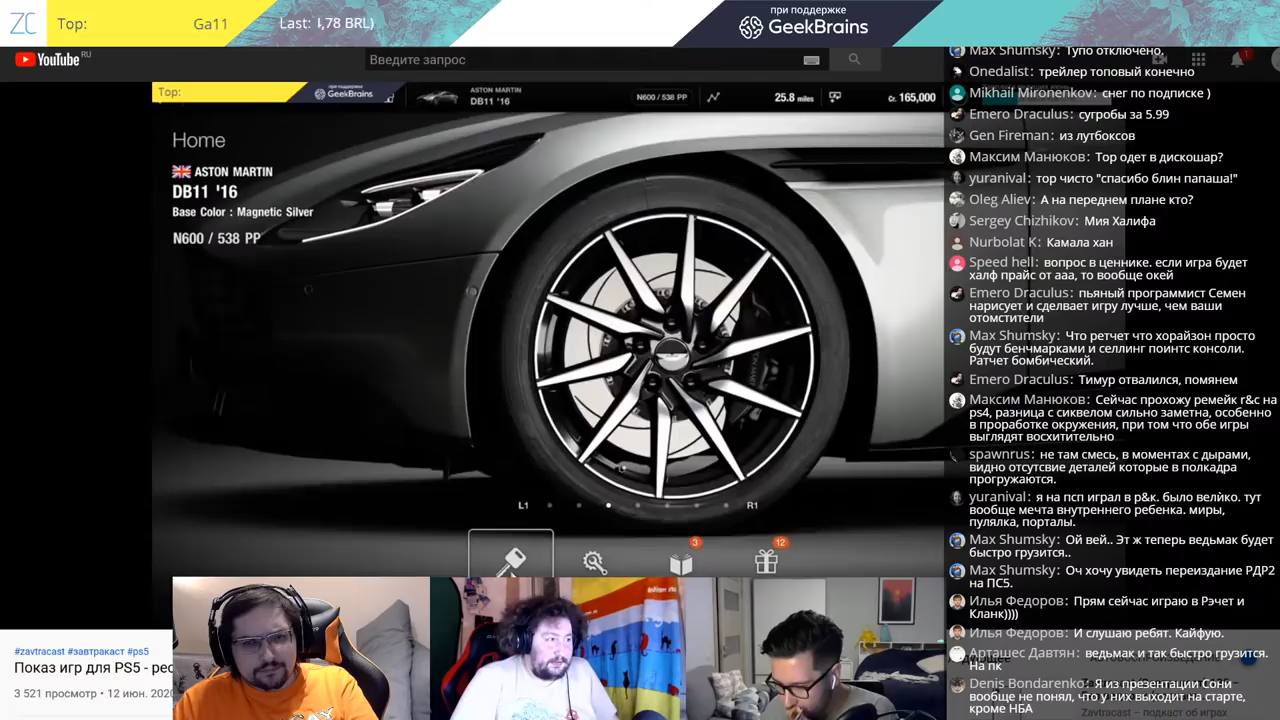 ZC
Top:
Ga11
Last:
4,78 BRL)
при поддержке
GeekBrains
YouTube RU
Введите запрос
Top:
при поддержке
GeekBrains
ASTON MARTIN
DB11 '16
N600 / 538 PP
25.8 miles
Cr. 165,000
Home
ASTON MARTIN
DB11 '16
Base Color : Magnetic Silver
N600 / 538 PP
L1
R1
3
12
#zavtracast #завтракаст #ps5
Показ игр для PS5 - рес
3 521 просмотр • 12 июн. 2020
Max Shumsky: Тупо отключено.
Onedalist: трейлер топовый конечно
Mikhail Mironenkov: снег по подписке )
Emero Draculus: сугробы за 5.99
Gen Fireman: из лутбоксов
Максим Манюков: Тор одет в дискошар?
yuranival: тор чисто "спасибо блин папаша!"
Oleg Aliev: А на переднем плане кто?
Sergey Chizhikov: Мия Халифа
Nurbolat K: Камала хан
Speed hell: вопрос в ценнике. если игра будет
халф прайс от ааа, то вообще окей
Emero Draculus: пьяный программист Семен
нарисует и сделвает игру лучше, чем ваши
отомстители
Max Shumsky: Что ретчет что хорайзон просто
будут бенчмарками и селлинг поинтс консоли.
Ратчет бомбический.
Emero Draculus: Тимур отвалился, помянем
Максим Манюков: Сейчас прохожу ремейк r&c на
ps4, разница с сиквелом сильно заметна, особенно
в проработке окружения, при том что обе игры
выглядят восхитительно
spawnrus: не там смесь, в моментах с дырами,
видно отсутсвие деталей которые в полкадра
прогружаются.
yuranival: я на псп играл в р&к. было велйко. тут
вообще мечта внутреннего ребенка. миры,
пулялка, порталы.
Max Shumsky: Ой вей.. Эт ж теперь ведьмак будет
быстро грузится..
Max Shumsky: Оч хочу увидеть переиздание РДР2
на ПС5.
Илья Федоров: Прям сейчас играю в Рэчет и
Кланк))))
Илья Федоров: И слушаю ребят. Кайфую.
Арташес Давтян: ведьмак и так быстро грузится.
На пк
Denis Bondarenko: Я из презентации Сони
вообще не понял, что у них выходит на старте,
кроме НБА
Zavtracast – подкаст об играх